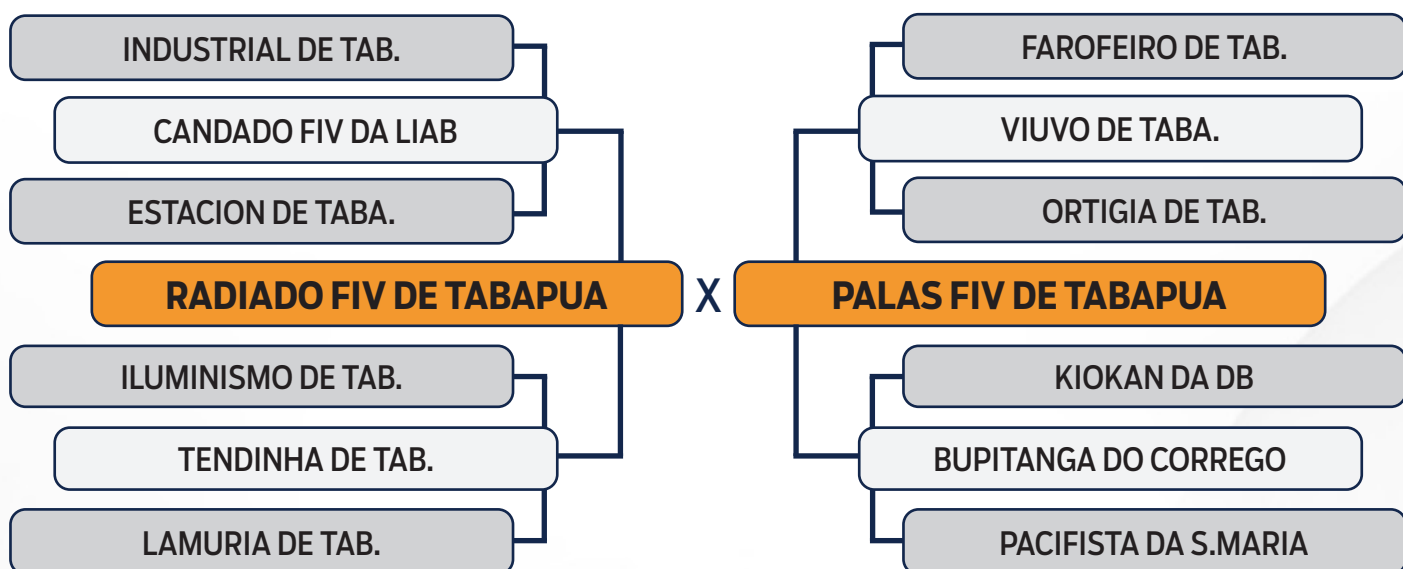 INDUSTRIAL DE TAB.
CANDADO FIV DA LIAB
ESTACION DE TABA.
RADIADO FIV DE TABAPUA
ILUMINISMO DE TAB.
TENDINHA DE TAB.
LAMURIA DE TAB.
X
FAROFEIRO DE TAB.
VIUVO DE TABA.
ORTIGIA DE TAB.
PALAS FIV DE TABAPUA
KIOKAN DA DB
BUPITANGA DO CORREGO
PACIFISTA DA S.MARIA